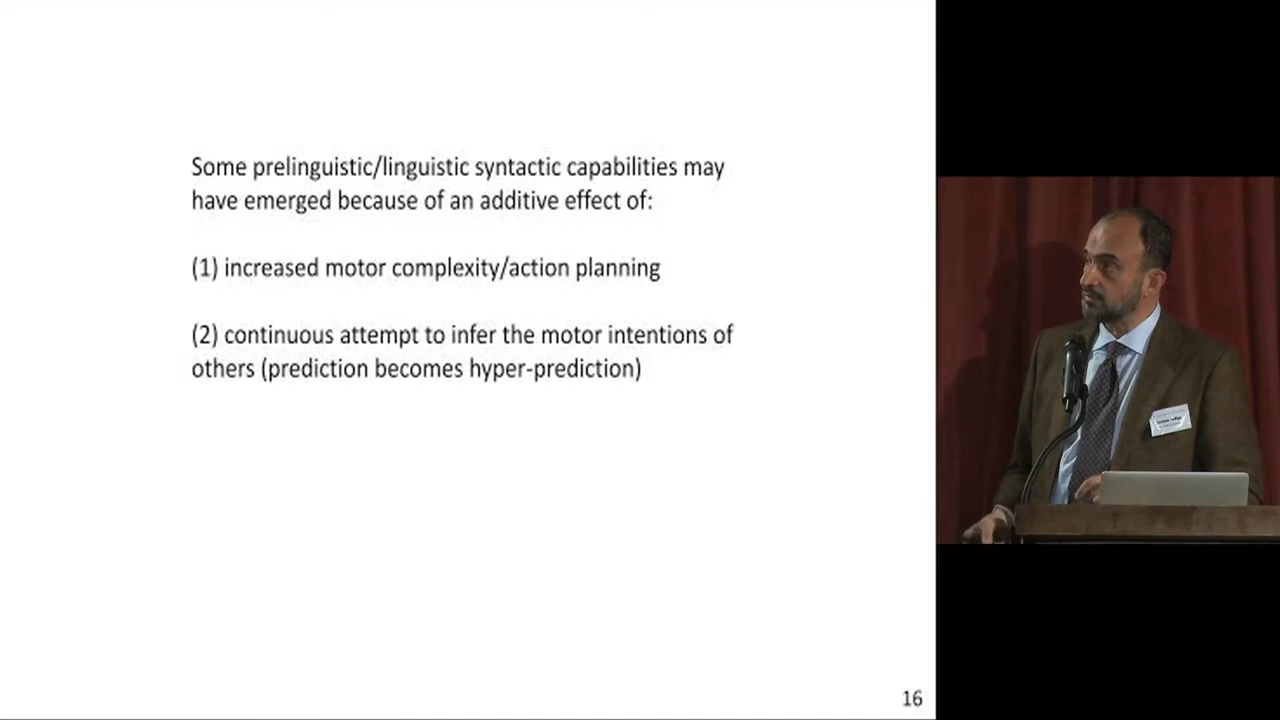 Some prelinguistic/linguistic syntactic capabilities may
have emerged because of an additive effect of:
(1) increased motor complexity/action planning
(2) continuous attempt to infer the motor intentions of
others (prediction becomes hyper-prediction)
16